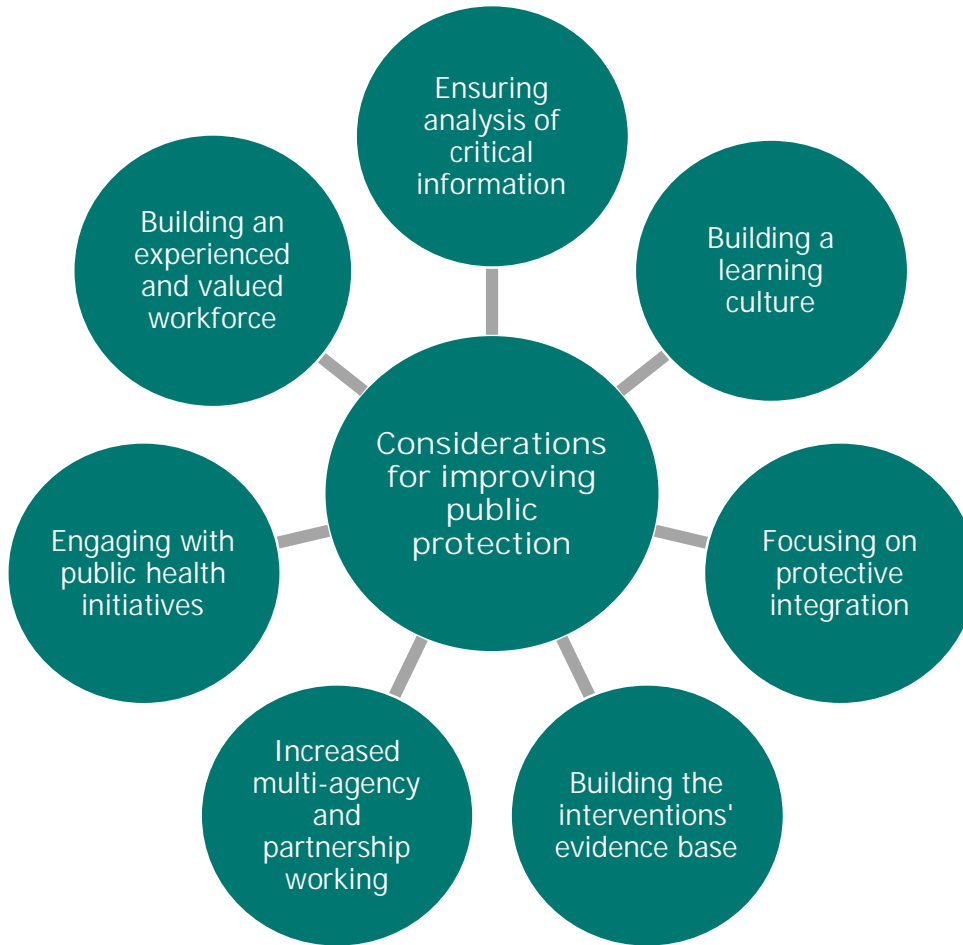 Ensuring
analysis of
critical
information
Building a
learning
culture
Focusing on
protective
integration
Building the
interventions'
evidence base
Increased
multi-agency
and
partnership
working
Engaging with
public health
initiatives
Building an
experienced
and valued
workforce
Considerations
for improving
public
protection